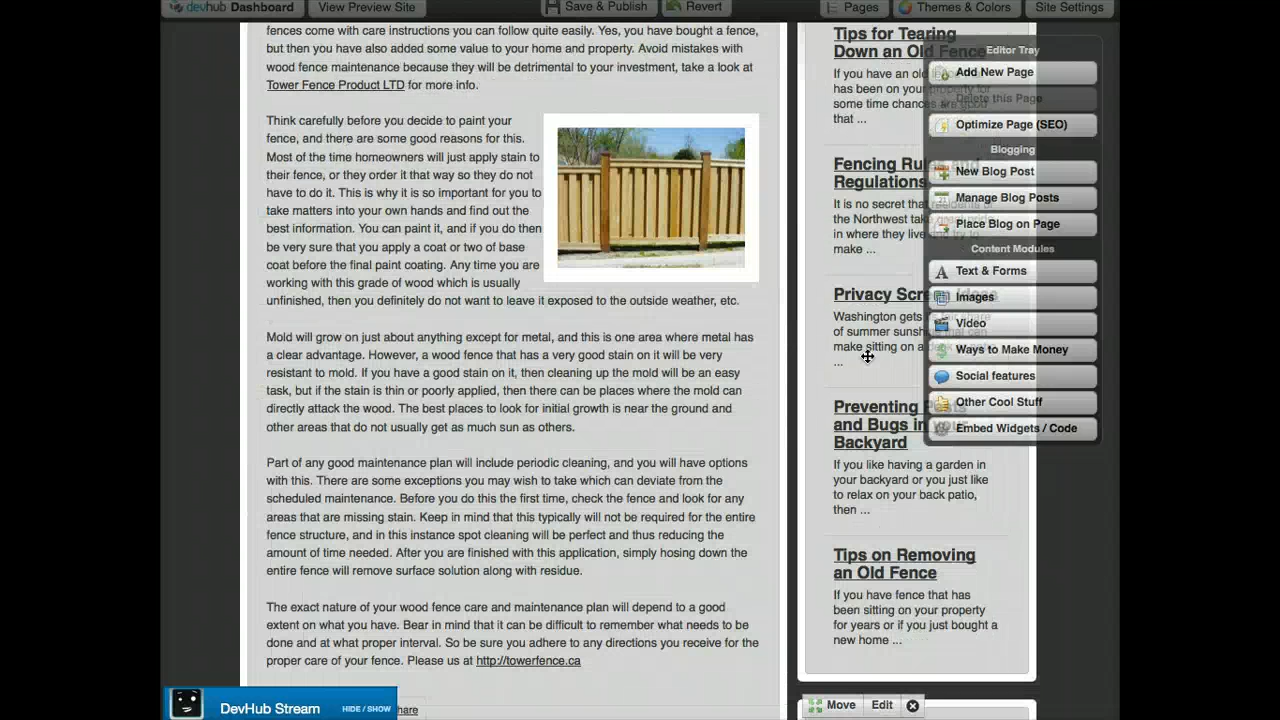 devhub Dashboard
View Preview Site
Save & Publish
Revert
Pages
Themes & Colors
Site Settings
fences come with care instructions you can follow quite easily. Yes, you have bought a fence,
but then you have also added some value to your home and property. Avoid mistakes with
wood fence maintenance because they will be detrimental to your investment, take a look at
Tower Fence Product LTD for more info.
Think carefully before you decide to paint your
fence, and there are some good reasons for this.
Most of the time homeowners will just apply stain to
their fence, or they order it that way so they do not
have to do it. This is why it is so important for you to
take matters into your own hands and find out the
best information. You can paint it, and if you do then
be very sure that you apply a coat or two of base
coat before the final paint coating. Any time you are
working with this grade of wood which is usually
unfinished, then you definitely do not want to leave it exposed to the outside weather, etc.
Mold will grow on just about anything except for metal, and this is one area where metal has
a clear advantage. However, a wood fence that has a very good stain on it will be very
resistant to mold. If you have a good stain on it, then cleaning up the mold will be an easy
task, but if the stain is thin or poorly applied, then there can be places where the mold can
directly attack the wood. The best places to look for initial growth is near the ground and
other areas that do not usually get as much sun as others.
Part of any good maintenance plan will include periodic cleaning, and you will have options
with this. There are some exceptions you may wish to take which can deviate from the
scheduled maintenance. Before you do this the first time, check the fence and look for any
areas that are missing stain. Keep in mind that this typically will not be required for the entire
fence structure, and in this instance spot cleaning will be perfect and thus reducing the
amount of time needed. After you are finished with this application, simply hosing down the
entire fence will remove surface solution along with residue.
The exact nature of your wood fence care and maintenance plan will depend to a good
extent on what you have. Bear in mind that it can be difficult to remember what needs to be
done and at what proper interval. So be sure you adhere to any directions you receive for the
proper care of your fence. Please us at http://towerfence.ca
hare
Tips for Tearing
Down an Old Fence
If you have an old
has been on your property for
some time chances are good
that ...
Fencing Rules and
Regulations
It is no secret that residents of
the Northwest take great pride
in where they live and try to
make ...
Privacy Screen Ideas
Washington gets its fair share
of summer sunshine that can
make sitting on a
...
Preventing Pests
and Bugs in your
Backyard
If you like having a garden in
your backyard or you just like
to relax on your back patio,
then ...
Tips on Removing
an Old Fence
If you have fence that has
been sitting on your property
for years or if you just bought a
new home ...
Editor Tray
Add New Page
Delete this Page
Optimize Page (SEO)
Blogging
New Blog Post
Manage Blog Posts
Place Blog on Page
Content Modules
Text & Forms
Images
Video
Ways to Make Money
Social features
Other Cool Stuff
Embed Widgets / Code
Move
Edit
DevHub Stream
HIDE / SHOW